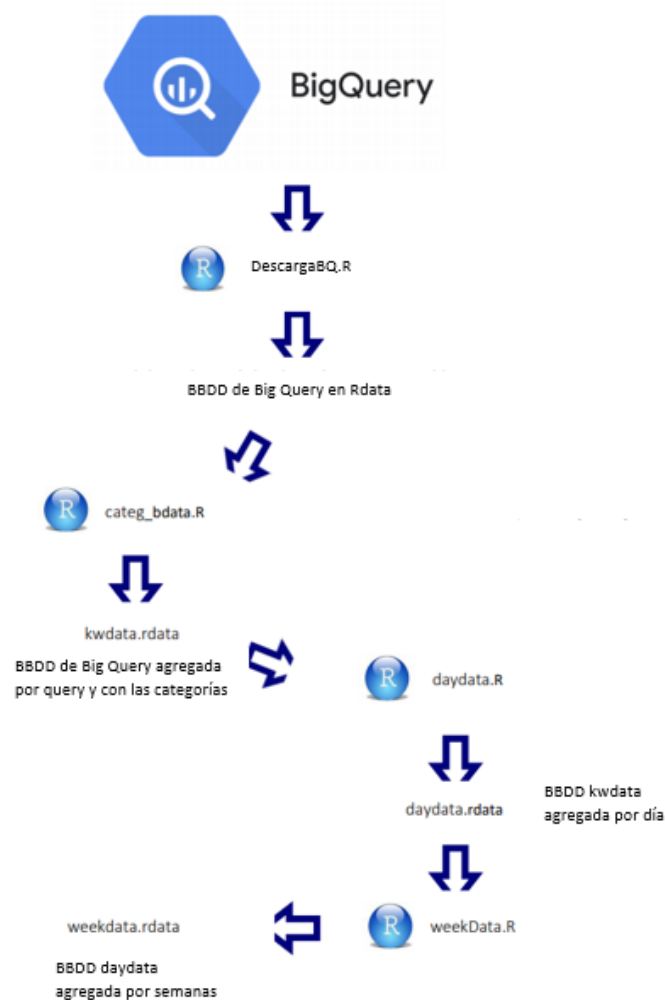 BigQuery
R
DescargaBQ.R
BBDD de Big Query en Rdata
R
categ_bdata.R
kwdata.rdata
BBDD de Big Query agregada
por query y con las categorías
R
daydata.R
daydata.rdata
BBDD kwdata
agregada por día
R
weekData.R
weekdata.rdata
BBDD daydata
agregada por semanas